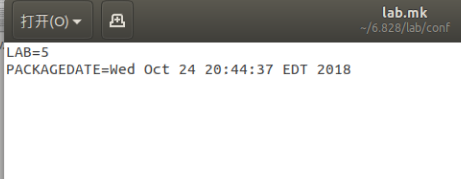 打开(O)
lab.mk
~/6.828/lab/conf
LAB=5
PACKAGEDATE=Wed Oct 24 20:44:37 EDT 2018